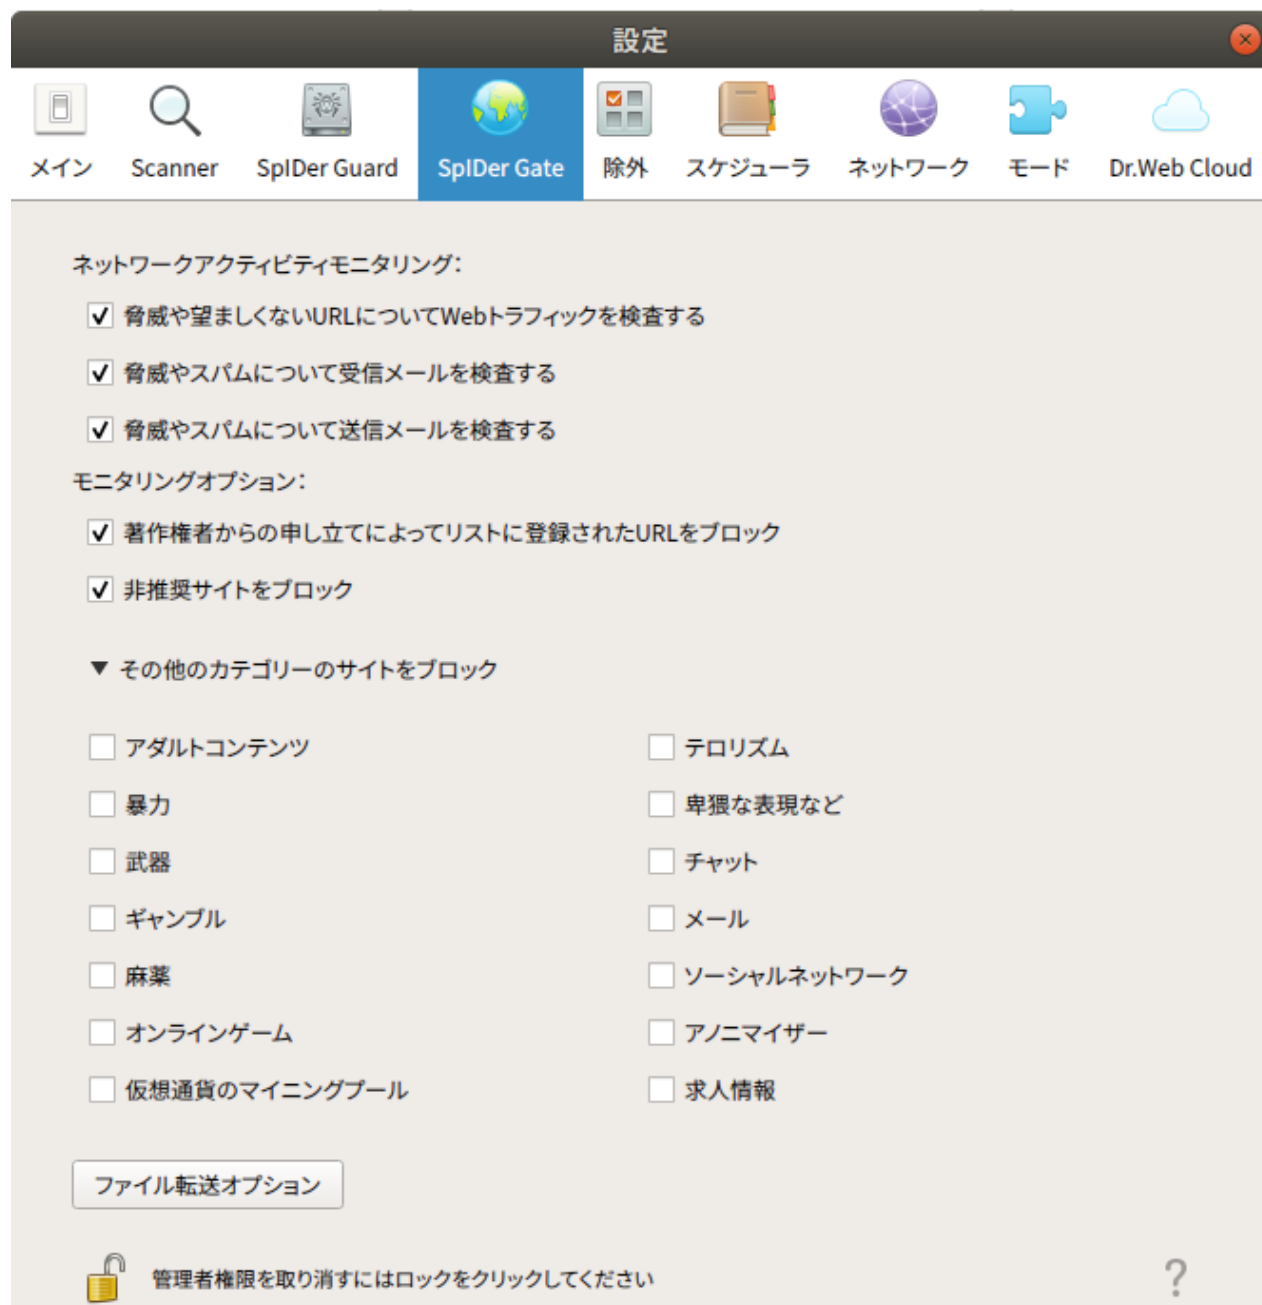 設定
メイン
Scanner
SpIDer Guard
SpIDer Gate
除外
スケジューラ
ネットワーク
モード
Dr.Web Cloud
ネットワークアクティビティモニタリング：
脅威や望ましくないURLについてWebトラフィックを検査する
脅威やスパムについて受信メールを検査する
脅威やスパムについて送信メールを検査する
モニタリングオプション：
著作権者からの申し立てによってリストに登録されたURLをブロック
非推奨サイトをブロック
▼ その他のカテゴリーのサイトをブロック
アダルトコンテンツ
テロリズム
暴力
卑猥な表現など
武器
チャット
ギャンブル
メール
麻薬
ソーシャルネットワーク
オンラインゲーム
アノニマイザー
仮想通貨のマイニングプール
求人情報
ファイル転送オプション
管理者権限を取り消すにはロックをクリックしてください
?